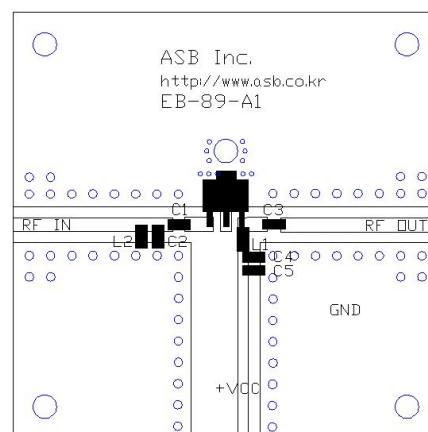 ASB Inc.
http://www.asb.co.kr
EB-89-A1
C1
C3
RF IN
RF OUT
L2
C2
L1
C4
C5
GND
+VCC